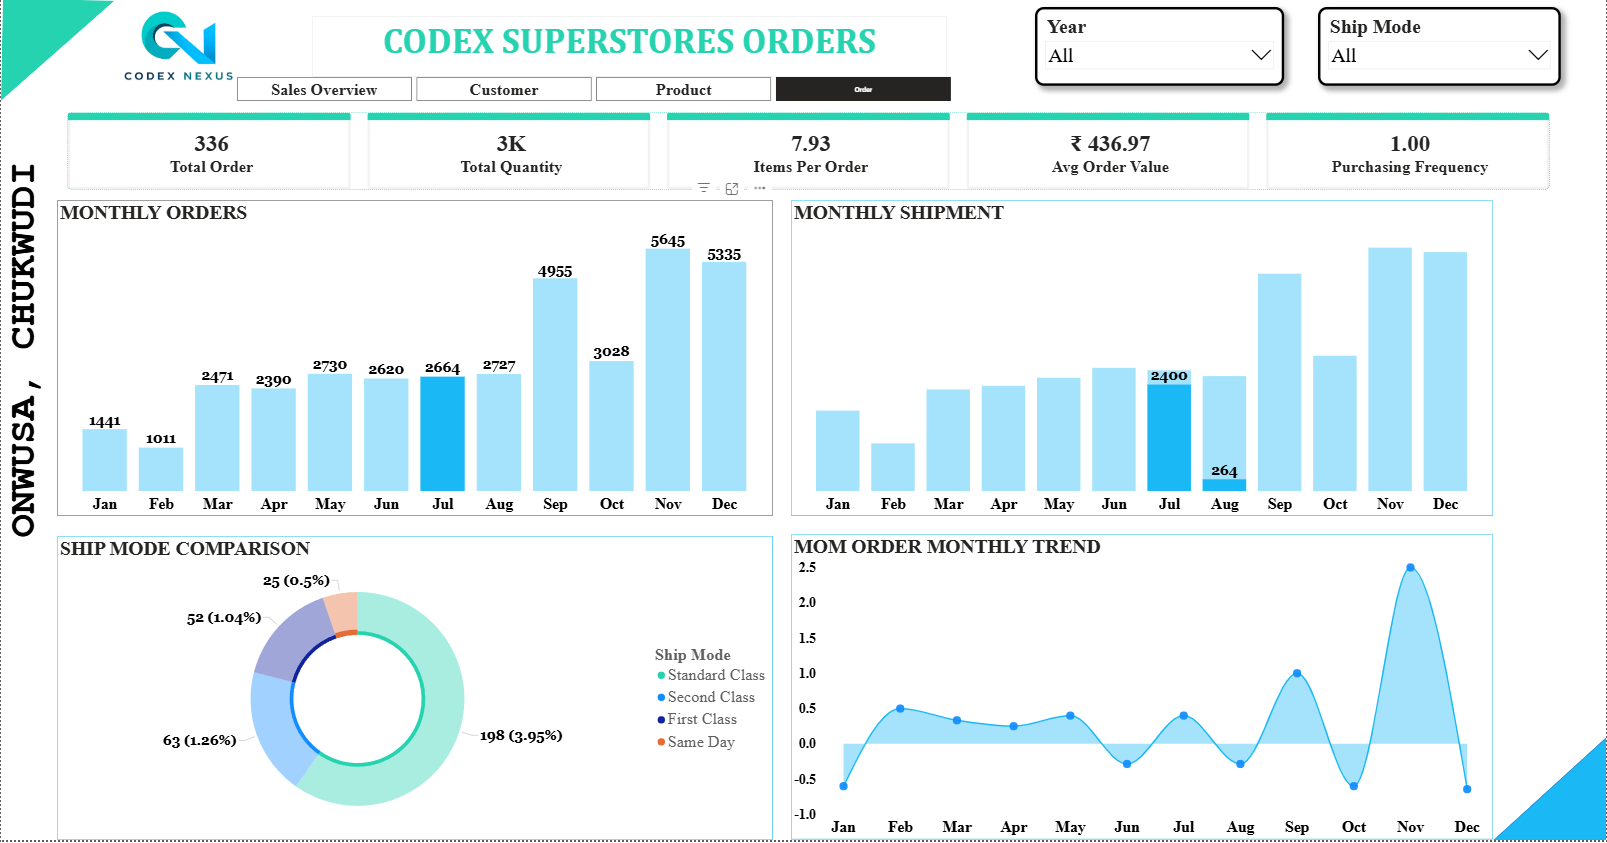 CODEX NEXUS
CODEX SUPERSTORES ORDERS
Year
All
Ship Mode
All
Sales Overview
Customer
Product
Order
336
Total Order
3K
Total Quantity
7.93
Items Per Order
₹ 436.97
Avg Order Value
1.00
Purchasing Frequency
ONWUSA, CHUKWUDI
MONTHLY ORDERS
1441
1011
2471
2390
2730
2620
2664
2727
4955
3028
5645
5335
Jan Feb Mar Apr May Jun Jul Aug Sep Oct Nov Dec
MONTHLY SHIPMENT
2400
264
Jan Feb Mar Apr May Jun Jul Aug Sep Oct Nov Dec
SHIP MODE COMPARISON
25 (0.5%)
52 (1.04%)
63 (1.26%)
198 (3.95%)
Ship Mode
Standard Class
Second Class
First Class
Same Day
MOM ORDER MONTHLY TREND
2.5
2.0
1.5
1.0
0.5
0.0
-0.5
-1.0
Jan Feb Mar Apr May Jun Jul Aug Sep Oct Nov Dec